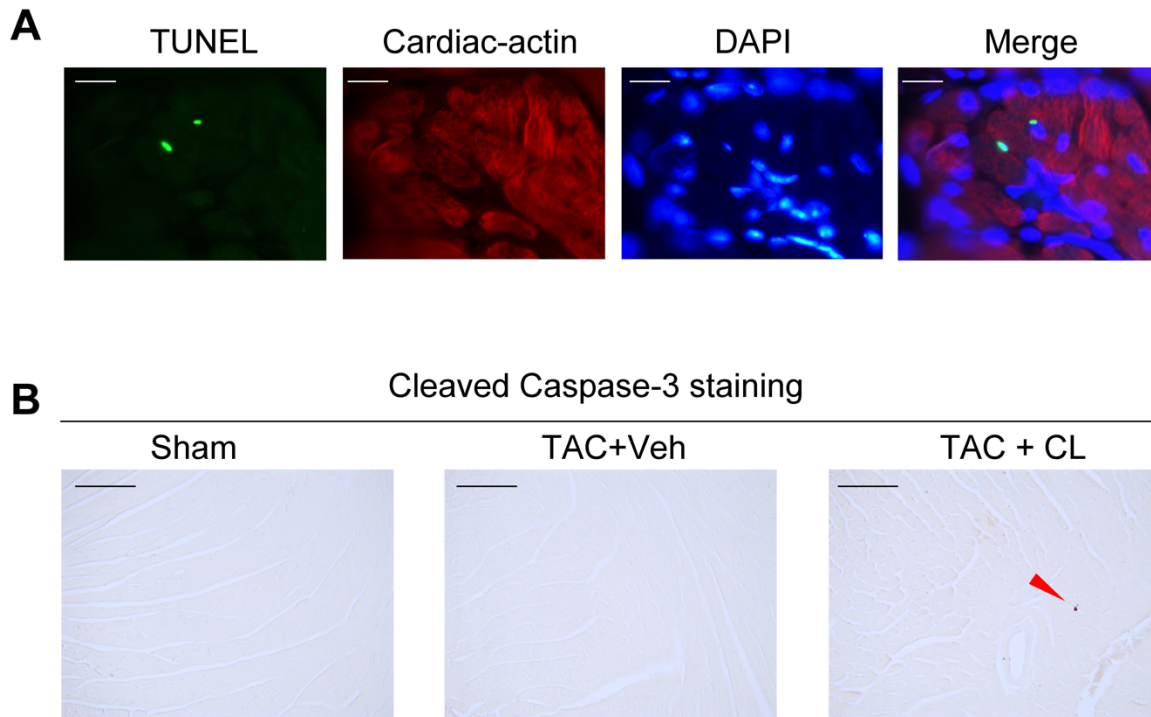 A
TUNEL Cardiac-actin DAPI Merge
B
Cleaved Caspase-3 staining
Sham TAC+Veh TAC + CL